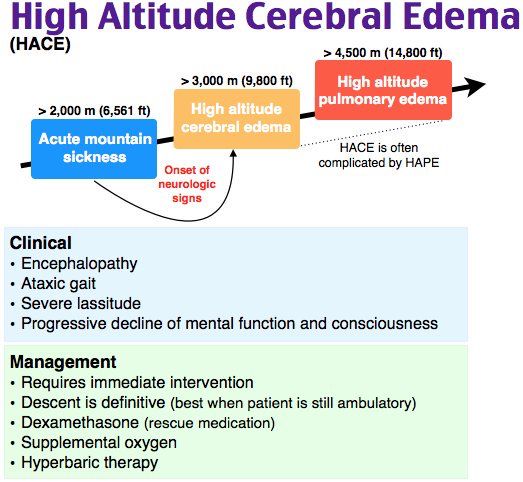 High Altitude Cerebral Edema
(HACE)
> 4,500 m (14,800 ft)
High altitude
pulmonary edema
> 3,000 m (9,800 ft)
High altitude
cerebral edema
> 2,000 m (6,561 ft)
Acute mountain
sickness
HACE is often
complicated by HAPE
Onset of
neurologic
signs
Clinical
• Encephalopathy
• Ataxic gait
• Severe lassitude
• Progressive decline of mental function and consciousness
Management
• Requires immediate intervention
• Descent is definitive (best when patient is still ambulatory)
• Dexamethasone (rescue medication)
• Supplemental oxygen
• Hyperbaric therapy